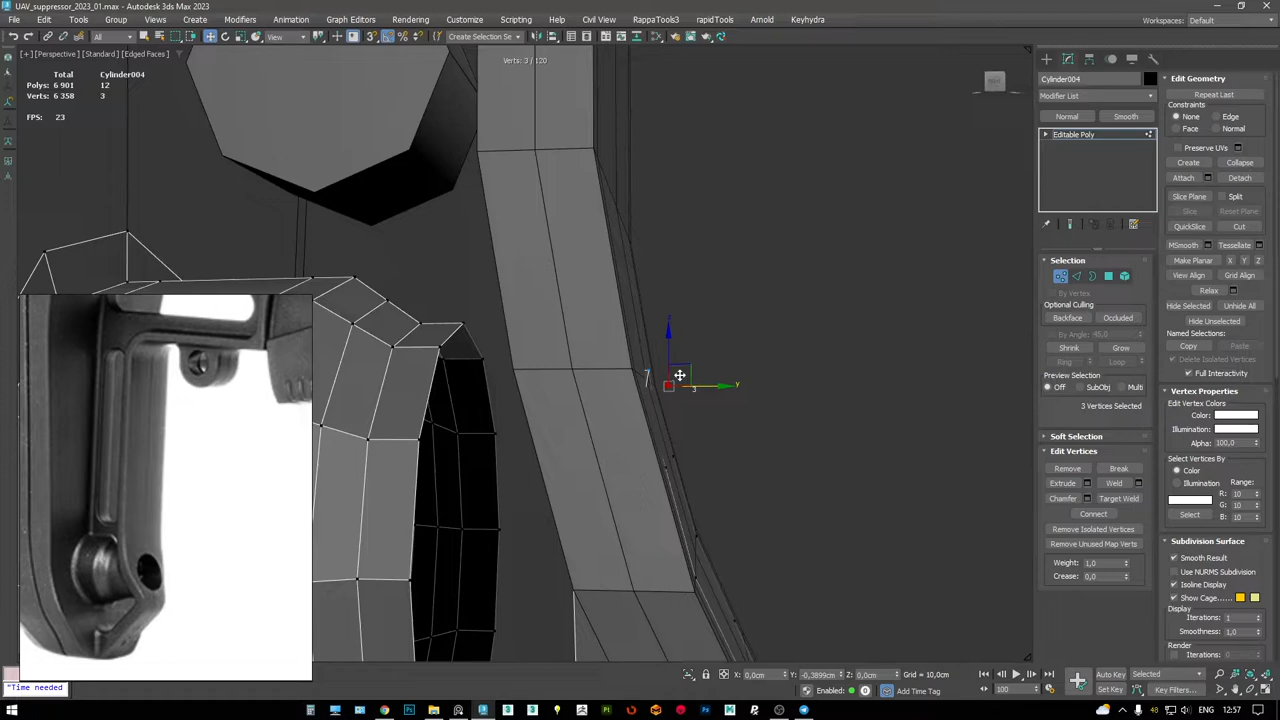 UAV_suppressor_2023_01.max - Autodesk 3ds Max 2023
File Edit Tools Group Views Create Modifiers Animation Graph Editors Rendering Customize Scripting Civil View RappaTools3 rapidTools Arnold Help Keyhydra
Workspaces: Default
All
View
Create Selection Se
[+] [Perspective] [Standard] [Edged Faces]
Verts: 3 / 120
Total Cylinder004
Polys: 6 901 12
Verts: 6 358 3
FPS: 23
z
y
3
Cylinder004
Modifier List
Normal Smooth
Editable Poly
Selection
By Vertex
Optional Culling
Backface Occluded
By Angle: 45.0
Shrink Grow
Ring Loop
Preview Selection
Off SubObj Multi
3 Vertices Selected
Soft Selection
Edit Vertices
Remove Break
Extrude Weld
Chamfer Target Weld
Connect
Remove Isolated Vertices
Remove Unused Map Verts
Weight: 1,0
Crease: 0,0
Edit Geometry
Repeat Last
Constraints
None Edge
Face Normal
Preserve UVs
Create Collapse
Attach Detach
Slice Plane Split
Slice Reset Plane
QuickSlice Cut
MSmooth Tessellate
Make Planar X Y Z
View Align Grid Align
Relax
Hide Selected Unhide All
Hide Unselected
Named Selections:
Copy Paste
Delete Isolated Vertices
Full Interactivity
Vertex Properties
Edit Vertex Colors
Color:
Illumination:
Alpha: 100,0
Select Vertices By
Color Range:
Illumination R: 10
G: 10
Select B: 10
Subdivision Surface
Smooth Result
Use NURMS Subdivision
Isoline Display
Show Cage......
Display
Iterations: 1
Smoothness: 1,0
Render
Iterations: 0
"Time needed
X: 0,0cm Y: -0,3899cm Z: 0,0cm Grid = 10,0cm
Enabled: Add Time Tag
100
Auto Key Selected
Set Key Key Filters...
48 ENG 12:57